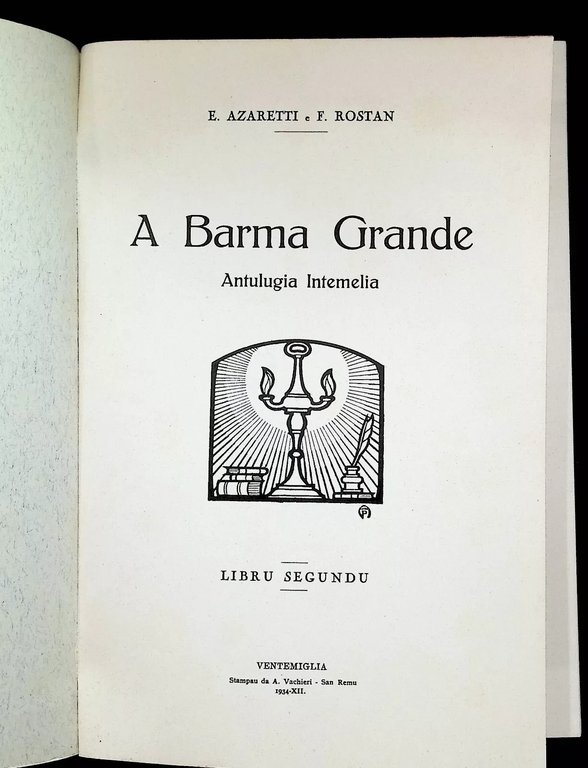 E. AZARETTI e F. ROSTAN
A Barma Grande
Antulugia Intemelia
LIBRU SEGUNDU
VENTEMIGLIA
Stampau da A. Vachieri - San Remu
1934-XII.